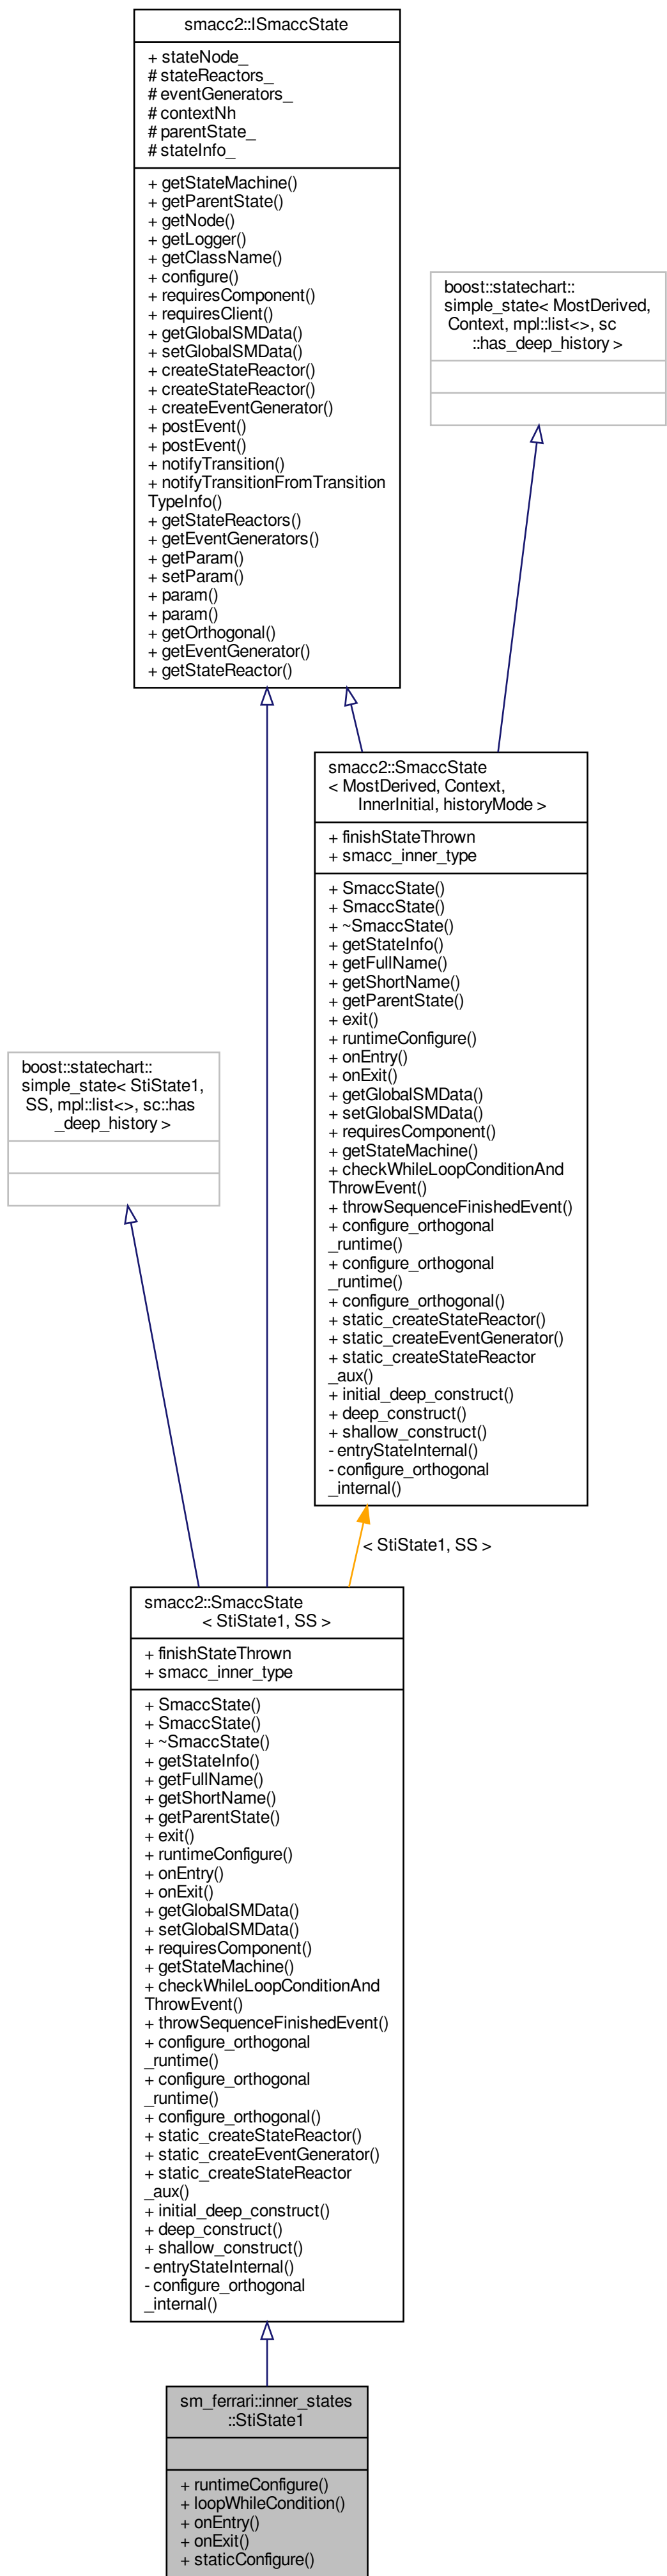 smacc2::ISmaccState
+ stateNode_
# stateReactors_
# eventGenerators_
# contextNh
# parentState_
# stateInfo_
+ getStateMachine()
+ getParentState()
+ getNode()
+ getLogger()
+ getClassName()
+ configure()
+ requiresComponent()
+ requiresClient()
+ getGlobalSMData()
+ setGlobalSMData()
+ createStateReactor()
+ createStateReactor()
+ createEventGenerator()
+ postEvent()
+ postEvent()
+ notifyTransition()
+ notifyTransitionFromTransition
TypeInfo()
+ getStateReactors()
+ getEventGenerators()
+ getParam()
+ setParam()
+ param()
+ param()
+ getOrthogonal()
+ getEventGenerator()
+ getStateReactor()
boost::statechart::
simple_state< MostDerived,
Context, mpl::list<>, sc
::has_deep_history >
smacc2::SmaccState
< MostDerived, Context,
InnerInitial, historyMode >
+ finishStateThrown
+ smacc_inner_type
+ SmaccState()
+ SmaccState()
+ ~SmaccState()
+ getStateInfo()
+ getFullName()
+ getShortName()
+ getParentState()
+ exit()
+ runtimeConfigure()
+ onEntry()
+ onExit()
+ getGlobalSMData()
+ setGlobalSMData()
+ requiresComponent()
+ getStateMachine()
+ checkWhileLoopConditionAnd
ThrowEvent()
+ throwSequenceFinishedEvent()
+ configure_orthogonal
_runtime()
+ configure_orthogonal
_runtime()
+ configure_orthogonal()
+ static_createStateReactor()
+ static_createEventGenerator()
+ static_createStateReactor
_aux()
+ initial_deep_construct()
+ deep_construct()
+ shallow_construct()
- entryStateInternal()
- configure_orthogonal
_internal()
boost::statechart::
simple_state< StiState1,
SS, mpl::list<>, sc::has
_deep_history >
< StiState1, SS >
smacc2::SmaccState
< StiState1, SS >
+ finishStateThrown
+ smacc_inner_type
+ SmaccState()
+ SmaccState()
+ ~SmaccState()
+ getStateInfo()
+ getFullName()
+ getShortName()
+ getParentState()
+ exit()
+ runtimeConfigure()
+ onEntry()
+ onExit()
+ getGlobalSMData()
+ setGlobalSMData()
+ requiresComponent()
+ getStateMachine()
+ checkWhileLoopConditionAnd
ThrowEvent()
+ throwSequenceFinishedEvent()
+ configure_orthogonal
_runtime()
+ configure_orthogonal
_runtime()
+ configure_orthogonal()
+ static_createStateReactor()
+ static_createEventGenerator()
+ static_createStateReactor
_aux()
+ initial_deep_construct()
+ deep_construct()
+ shallow_construct()
- entryStateInternal()
- configure_orthogonal
_internal()
sm_ferrari::inner_states
::StiState1
+ runtimeConfigure()
+ loopWhileCondition()
+ onEntry()
+ onExit()
+ staticConfigure()